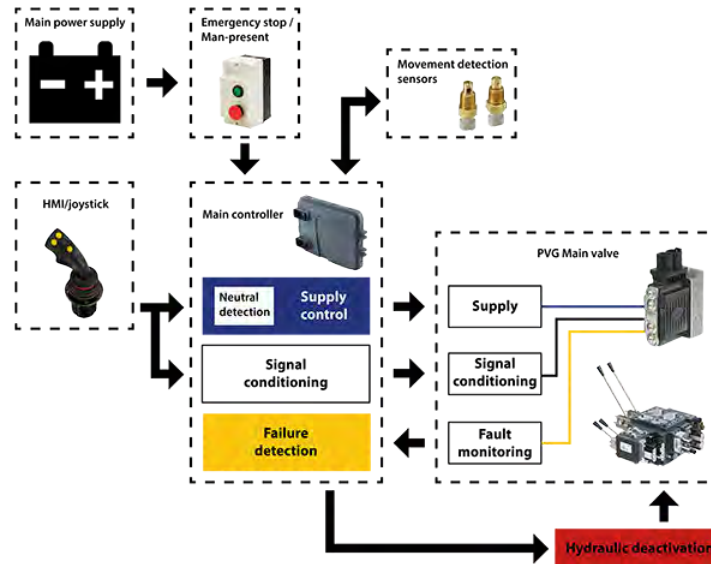 Main power supply
Emergency stop /
Man-present
Movement detection
sensors
HMI/joystick
Main controller
Neutral
detection
Supply
control
Signal
conditioning
Failure
detection
PVG Main valve
Supply
Signal
conditioning
Fault
monitoring
Hydraulic deactivation